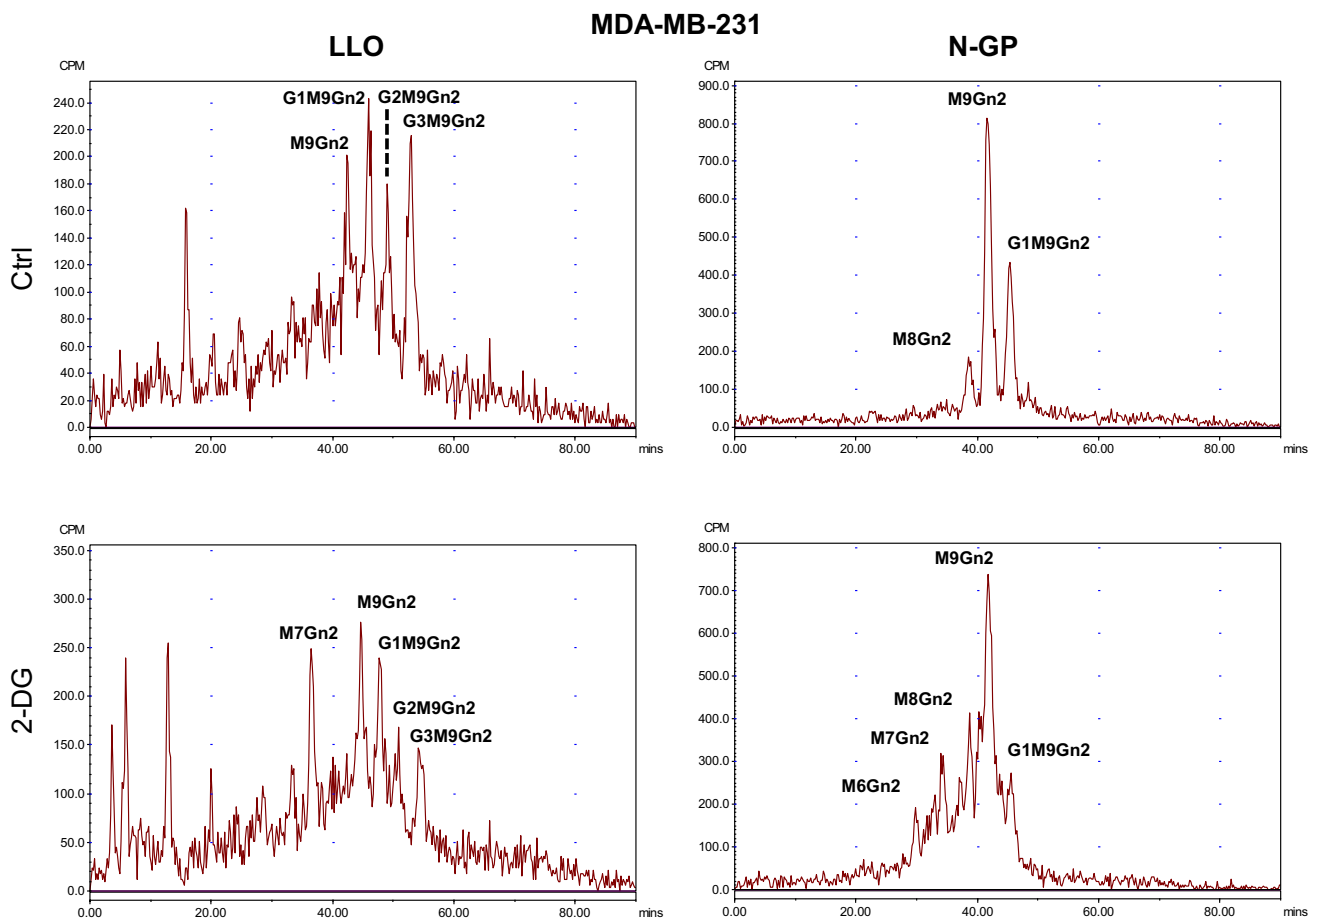 MDA-MB-231
LLO
N-GP
Ctrl
CPM
240.0
220.0
200.0
180.0
160.0
140.0
120.0
100.0
80.0
60.0
40.0
20.0
0.0
G1M9Gn2
G2M9Gn2
G3M9Gn2
M9Gn2
0.00 20.00 40.00 60.00 80.00 mins
CPM
900.0
800.0
700.0
600.0
500.0
400.0
300.0
200.0
100.0
0.0
M9Gn2
G1M9Gn2
M8Gn2
0.00 20.00 40.00 60.00 80.00 mins
2-DG
CPM
350.0
300.0
250.0
200.0
150.0
100.0
50.0
0.0
M9Gn2
M7Gn2
G1M9Gn2
G2M9Gn2
G3M9Gn2
0.00 20.00 40.00 60.00 80.00 mins
CPM
800.0
700.0
600.0
500.0
400.0
300.0
200.0
100.0
0.0
M9Gn2
M8Gn2
M7Gn2
G1M9Gn2
M6Gn2
0.00 20.00 40.00 60.00 80.00 mins